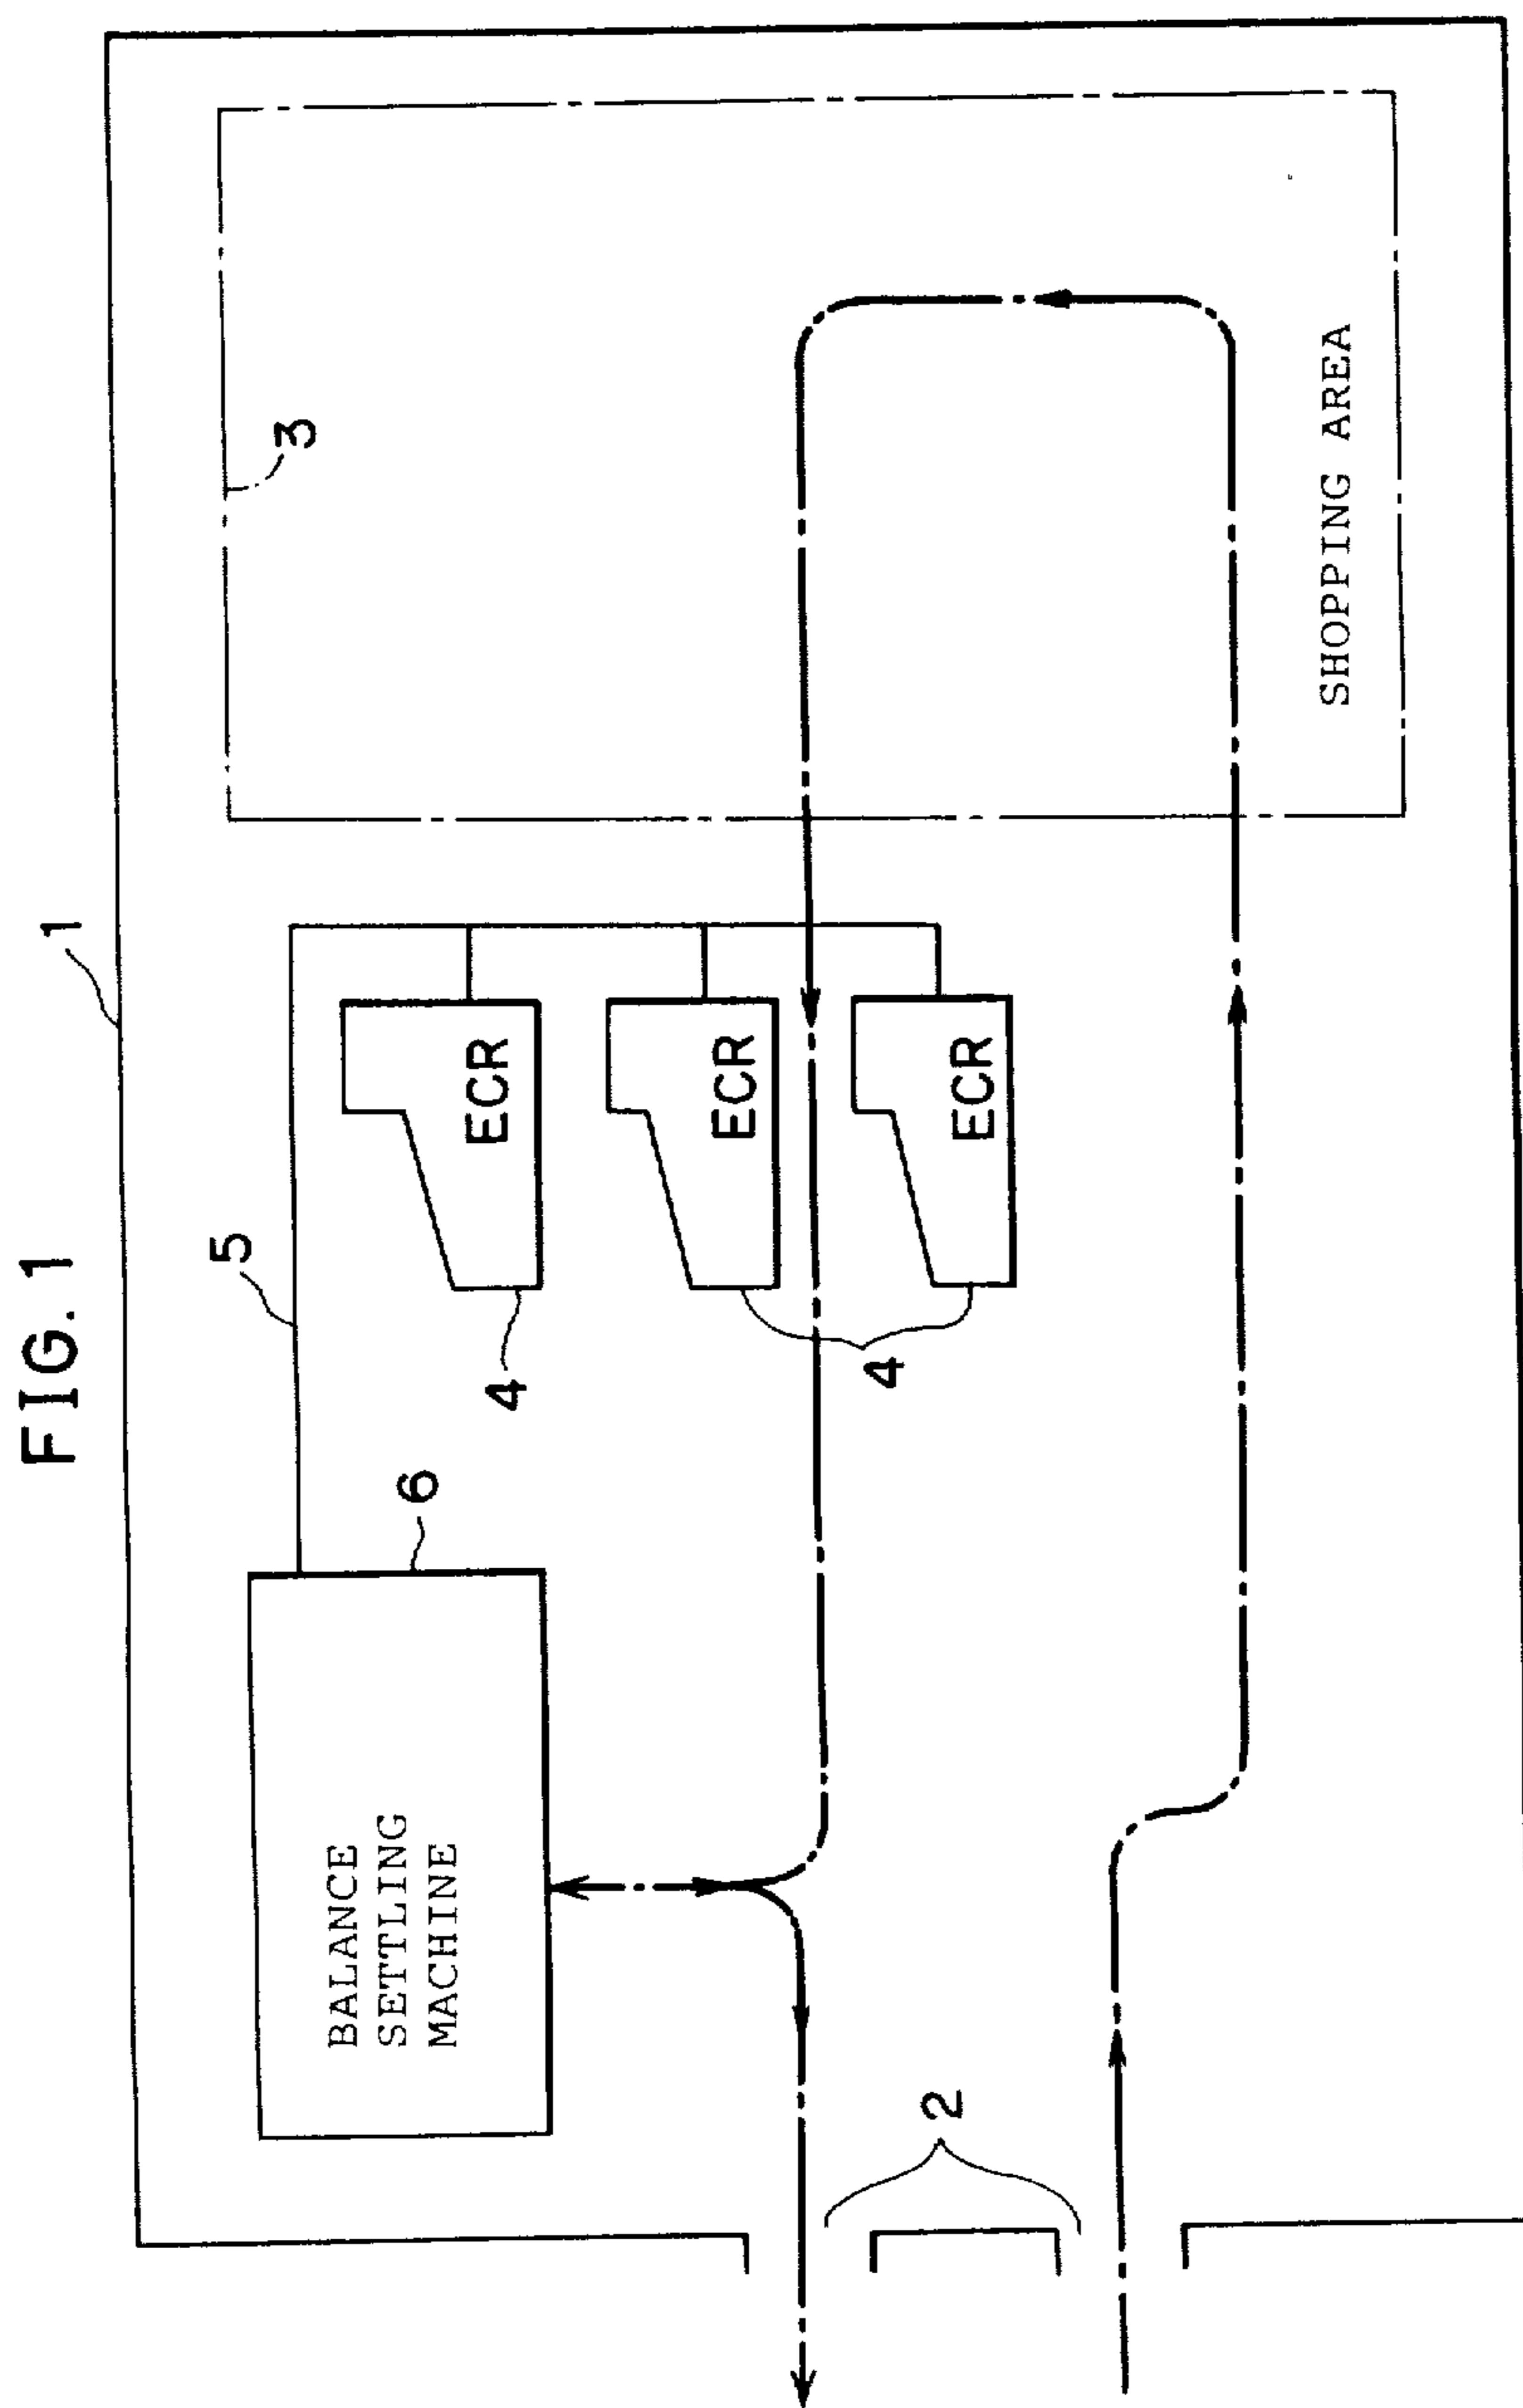 FIG.1
1
5
3
6
BALANCE
SETTLING
MACHINE
4
ECR
ECR
4
ECR
2
SHOPPING AREA